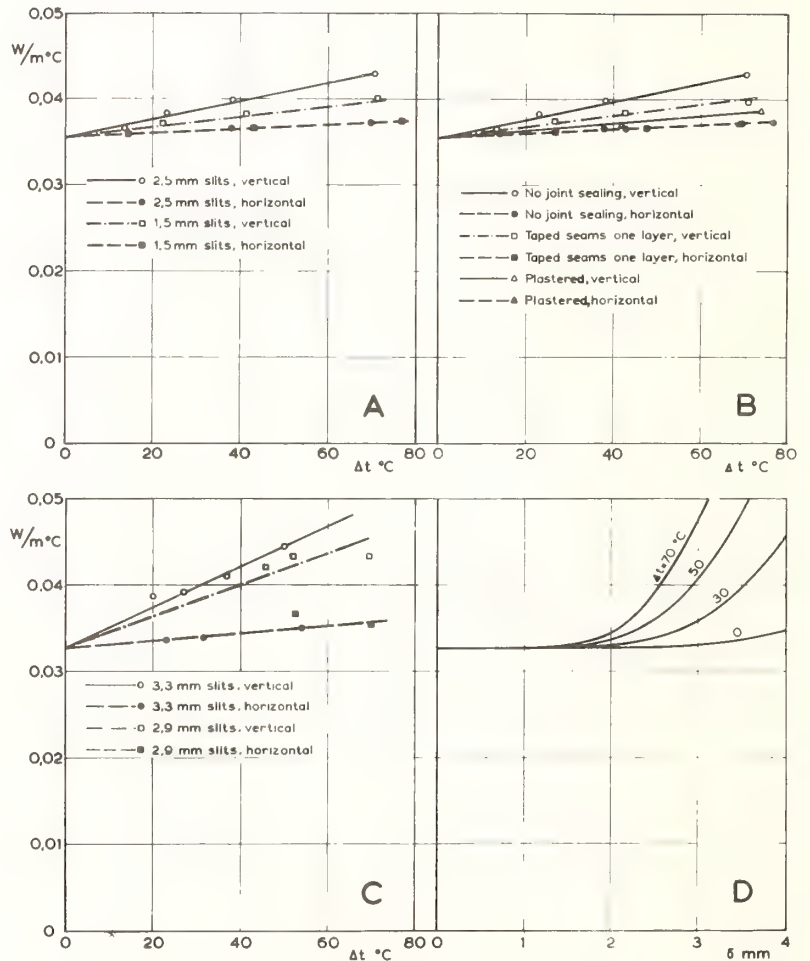 0,05
W/m°C
0,04
0,03
0,02
0,01
0
2,5 mm slits, vertical
2,5 mm slits, horizontal
1,5 mm slits, vertical
1,5 mm slits, horizontal
A
0 20 40 60 80
Δt °C
No joint sealing, vertical
No joint sealing, horizontal
Taped seams one layer, vertical
Taped seams one layer, horizontal
Plastered, vertical
Plastered, horizontal
B
0 20 40 60 80
Δt °C
0,05
W/m°C
0,04
0,03
0,02
0,01
0
3,3 mm slits, vertical
3,3 mm slits, horizontal
2,9 mm slits, vertical
2,9 mm slits, horizontal
C
0 20 40 60 80
Δt °C
Δt=70 °C
50
30
0
D
0 1 2 3 4
δ mm